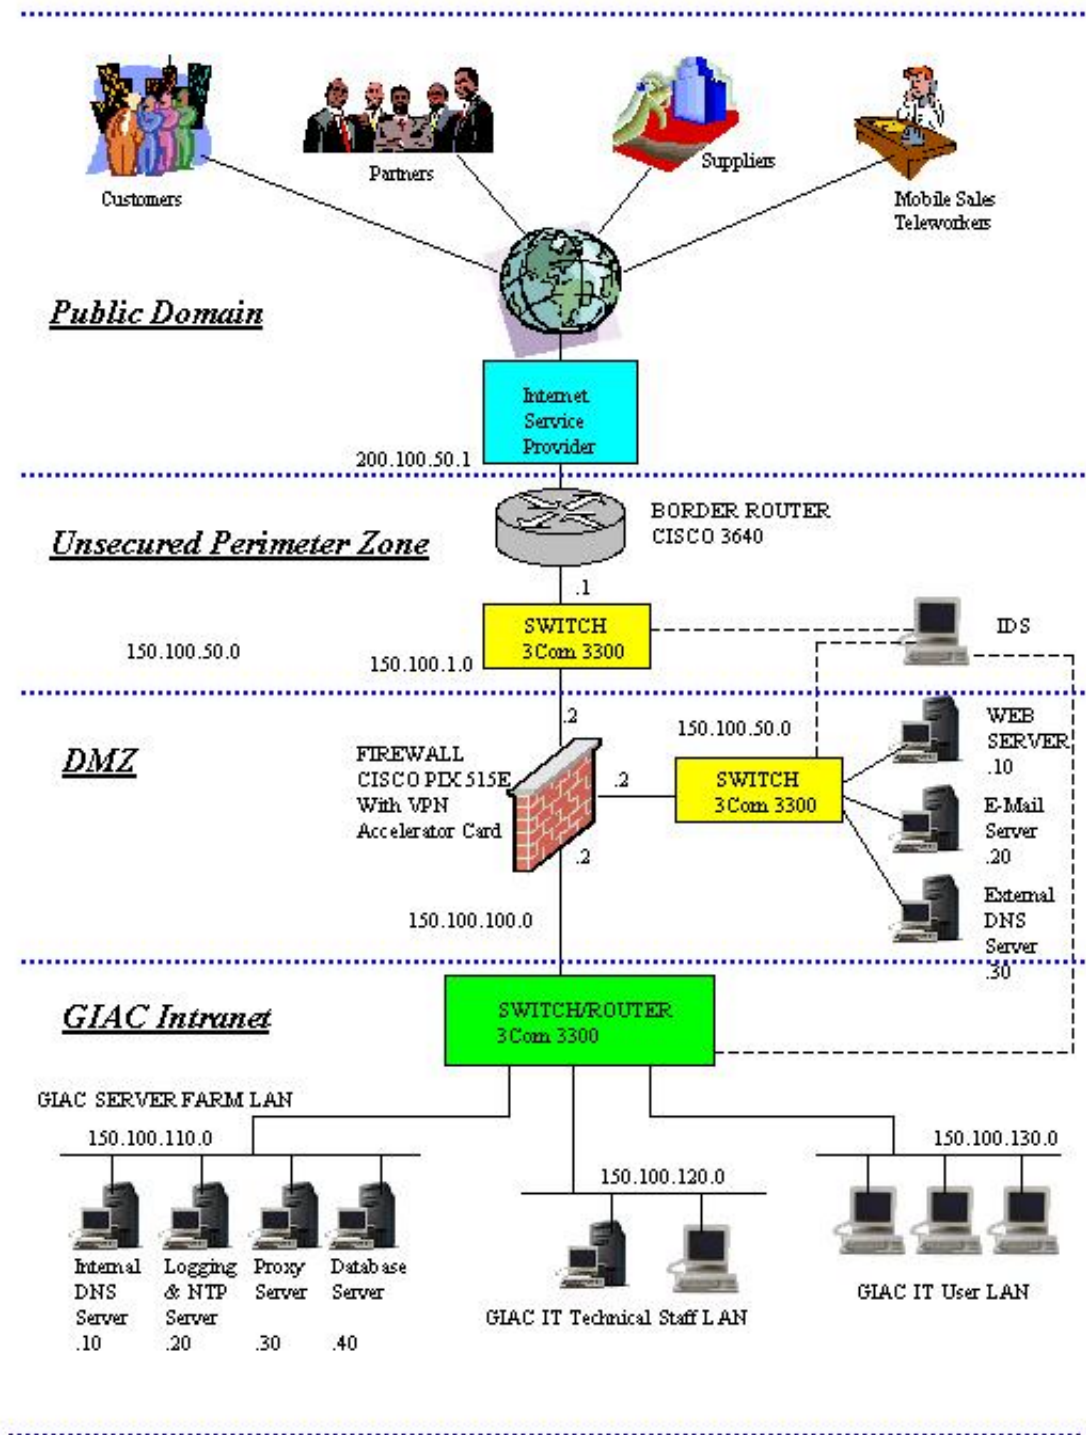 Customers
Partners
Suppliers
Mobile Sales
Teleworkers
Public Domain
Internet
Service
Provider
200.100.50.1
Unsecured Perimeter Zone
BORDER ROUTER
CISCO 3640
.1
SWITCH
3Com 3300
IDS
150.100.50.0
150.100.1.0
DMZ
.2
FIREWALL
CISCO PIX 515E
With VPN
Accelerator Card
.2
.2
150.100.50.0
SWITCH
3Com 3300
WEB
SERVER
.10
E-Mail
Server
.20
External
DNS
Server
.30
150.100.100.0
GIAC Intranet
SWITCH/ROUTER
3Com 3300
GIAC SERVER FARM LAN
150.100.110.0
Internal
DNS
Server
.10
Logging
& NTP
Server
.20
Proxy
Server
.30
Database
Server
.40
150.100.120.0
GIAC IT Technical Staff LAN
150.100.130.0
GIAC IT User LAN